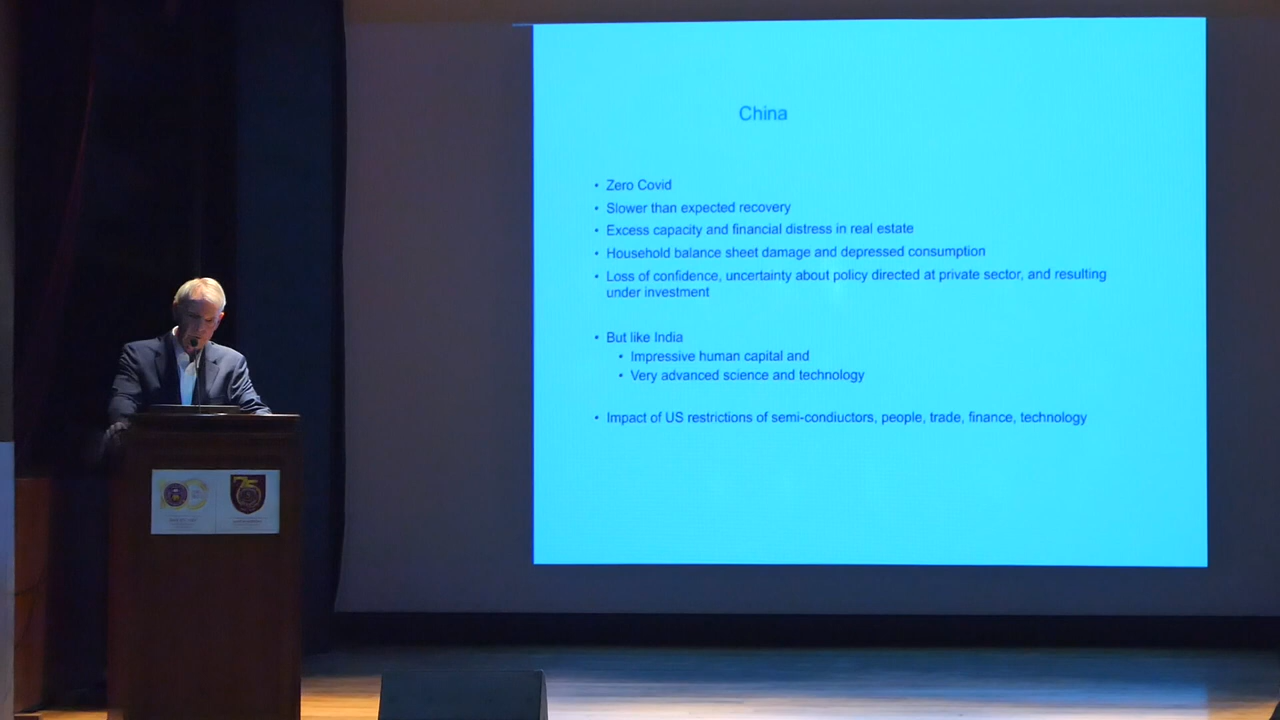 China
• Zero Covid
• Slower than expected recovery
• Excess capacity and financial distress in real estate
• Household balance sheet damage and depressed consumption
• Loss of confidence, uncertainty about policy directed at private sector, and resulting
under investment
• But like India
• Impressive human capital and
• Very advanced science and technology
• Impact of US restrictions of semi-condiuctors, people, trade, finance, technology
75